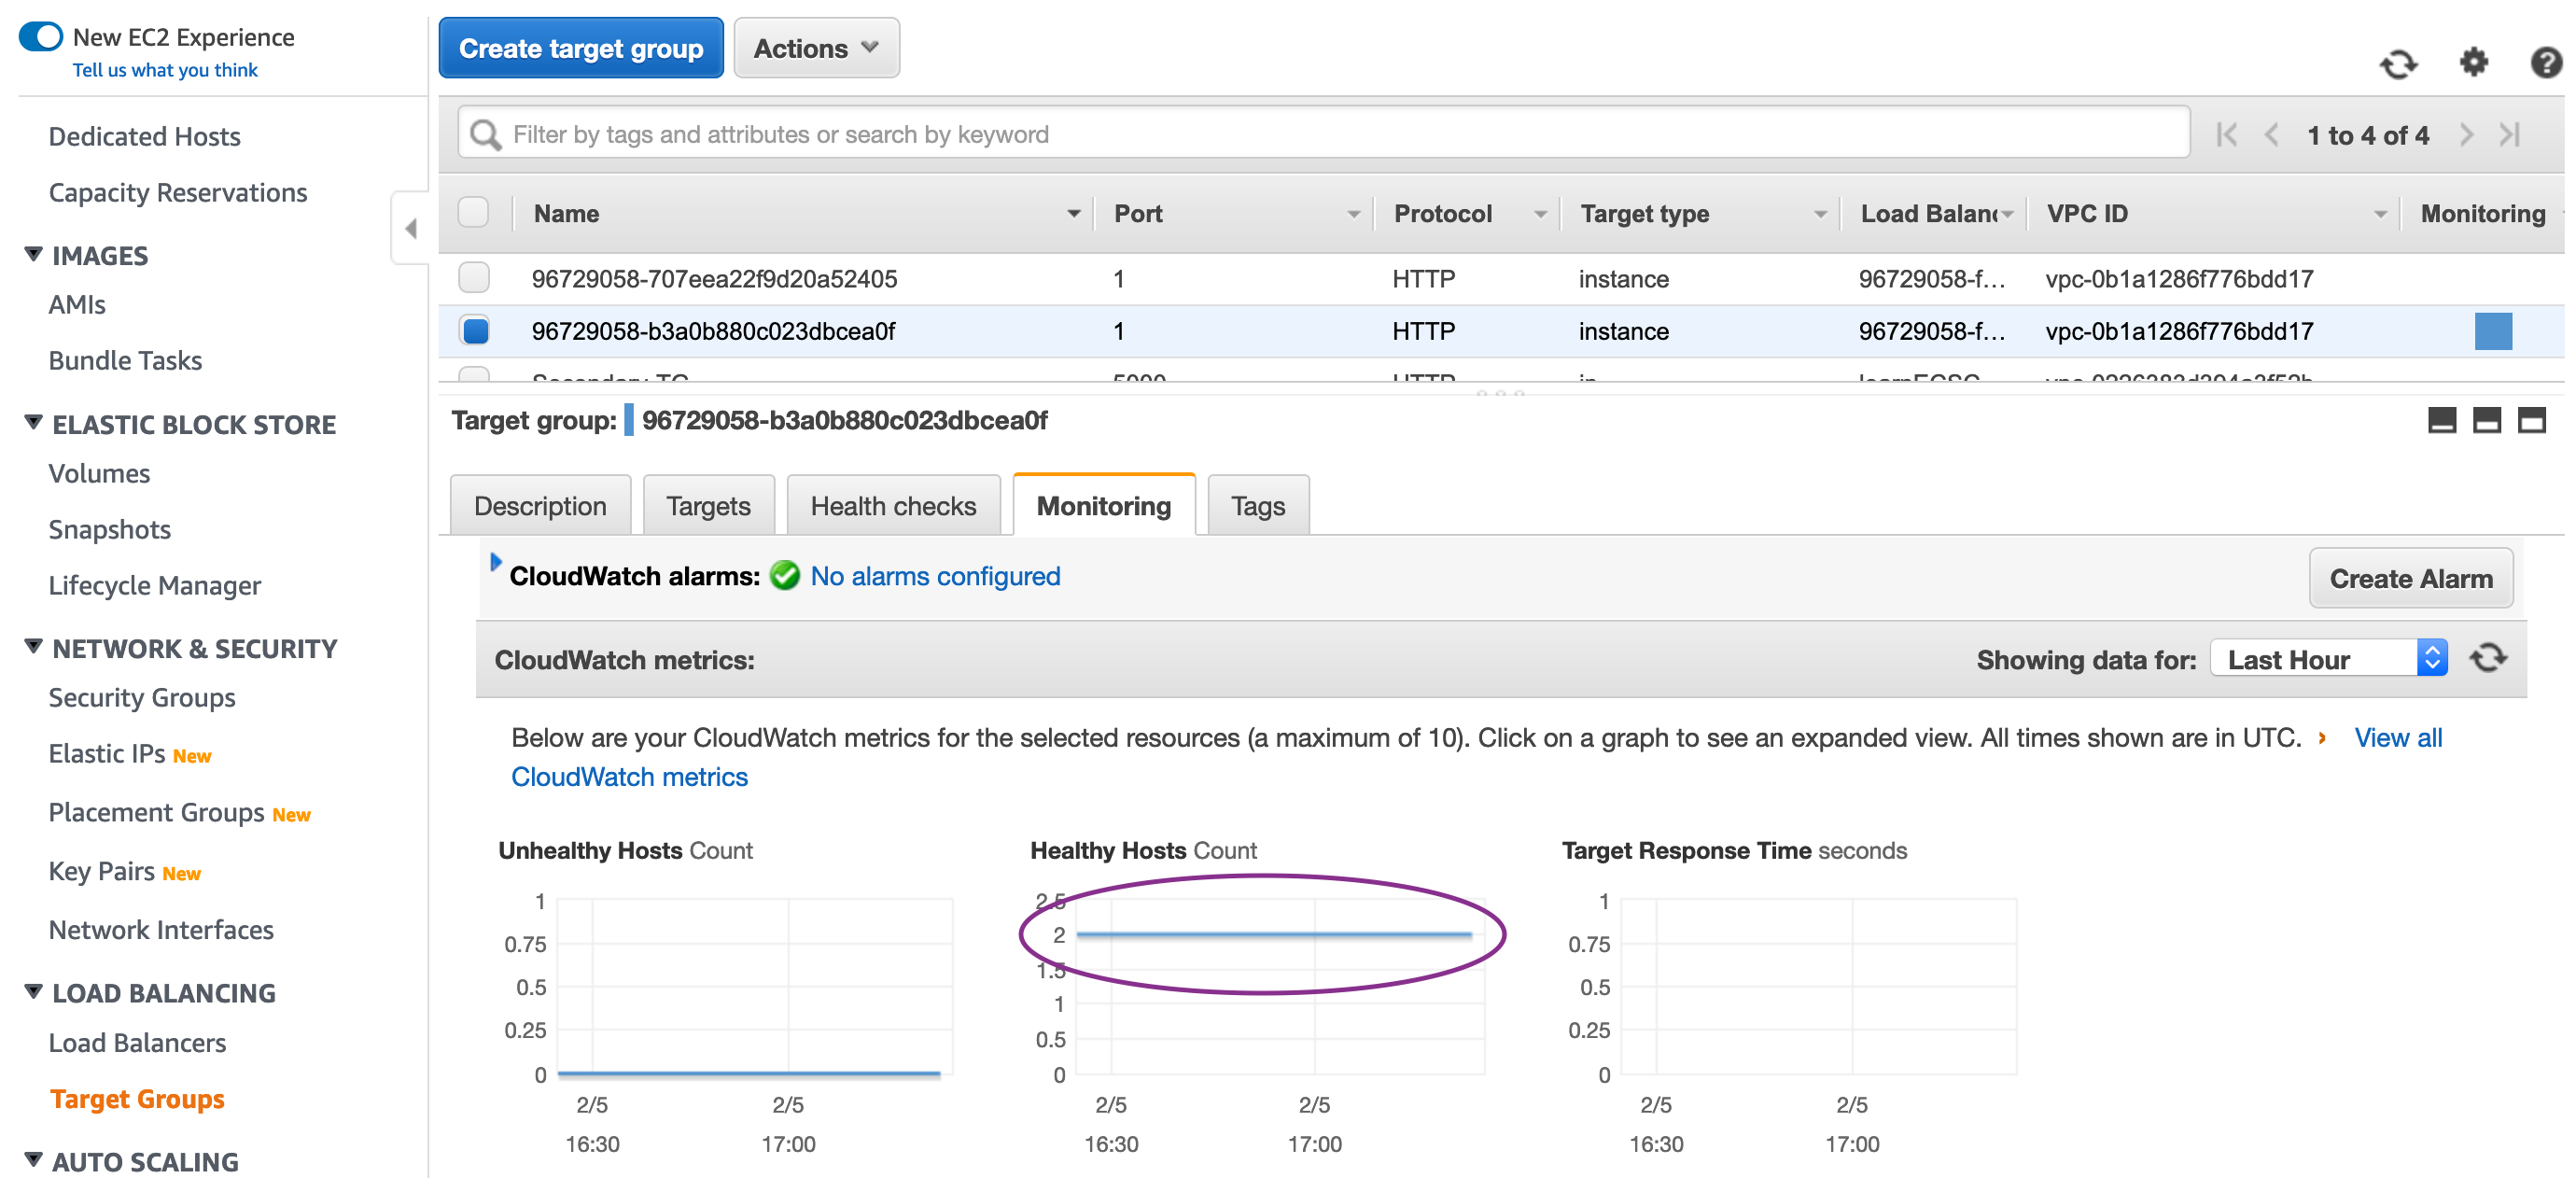 New EC2 Experience
Tell us what you think
Dedicated Hosts
Capacity Reservations
IMAGES
AMIs
Bundle Tasks
ELASTIC BLOCK STORE
Volumes
Snapshots
Lifecycle Manager
NETWORK & SECURITY
Security Groups
Elastic IPs New
Placement Groups New
Key Pairs New
Network Interfaces
LOAD BALANCING
Load Balancers
Target Groups
AUTO SCALING
Create target group Actions
Filter by tags and attributes or search by keyword 1 to 4 of 4
Name Port Protocol Target type Load Balanc VPC ID Monitoring
96729058-707eea22f9d20a52405 1 HTTP instance 96729058-f... vpc-0b1a1286f776bdd17
96729058-b3a0b880c023dbcea0f 1 HTTP instance 96729058-f... vpc-0b1a1286f776bdd17
Secondary-TG 5000 HTTP ip
Target group: 96729058-b3a0b880c023dbcea0f
Description Targets Health checks Monitoring Tags
CloudWatch alarms: No alarms configured Create Alarm
CloudWatch metrics: Showing data for: Last Hour
Below are your CloudWatch metrics for the selected resources (a maximum of 10). Click on a graph to see an expanded view. All times shown are in UTC. View all
CloudWatch metrics
Unhealthy Hosts Count
1
0.75
0.5
0.25
0
2/5 2/5
16:30 17:00
Healthy Hosts Count
2.5
2
1.5
1
0.5
0
2/5 2/5
16:30 17:00
Target Response Time seconds
1
0.75
0.5
0.25
0
2/5 2/5
16:30 17:00